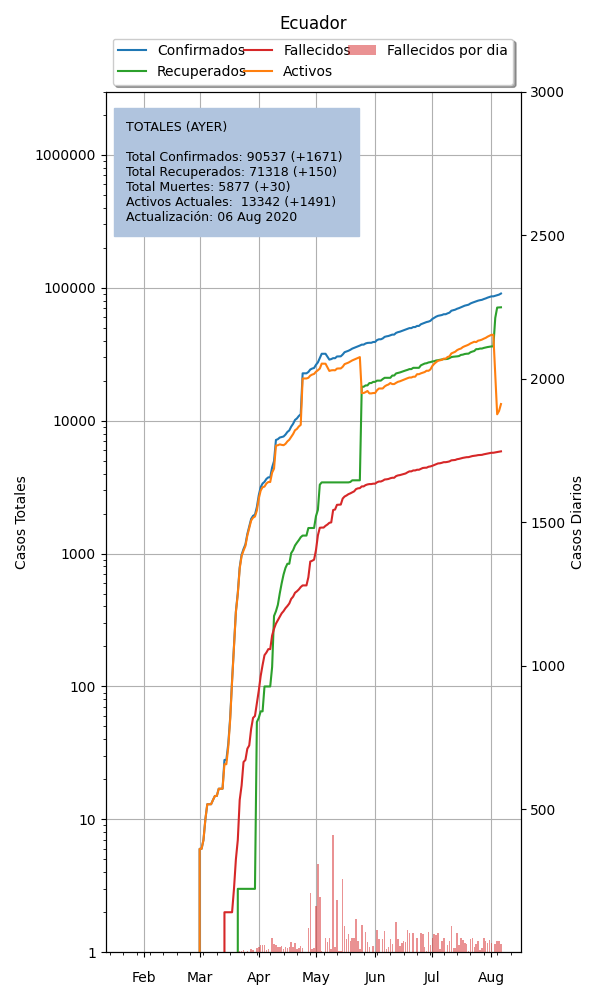 Ecuador
Confirmados Fallecidos Fallecidos por dia
Recuperados Activos
TOTALES (AYER)
Total Confirmados: 90537 (+1671)
Total Recuperados: 71318 (+150)
Total Muertes: 5877 (+30)
Activos Actuales: 13342 (+1491)
Actualización: 06 Aug 2020
Casos Totales
1000000
100000
10000
1000
100
10
1
Casos Diarios
3000
2500
2000
1500
1000
500
Feb Mar Apr May Jun Jul Aug